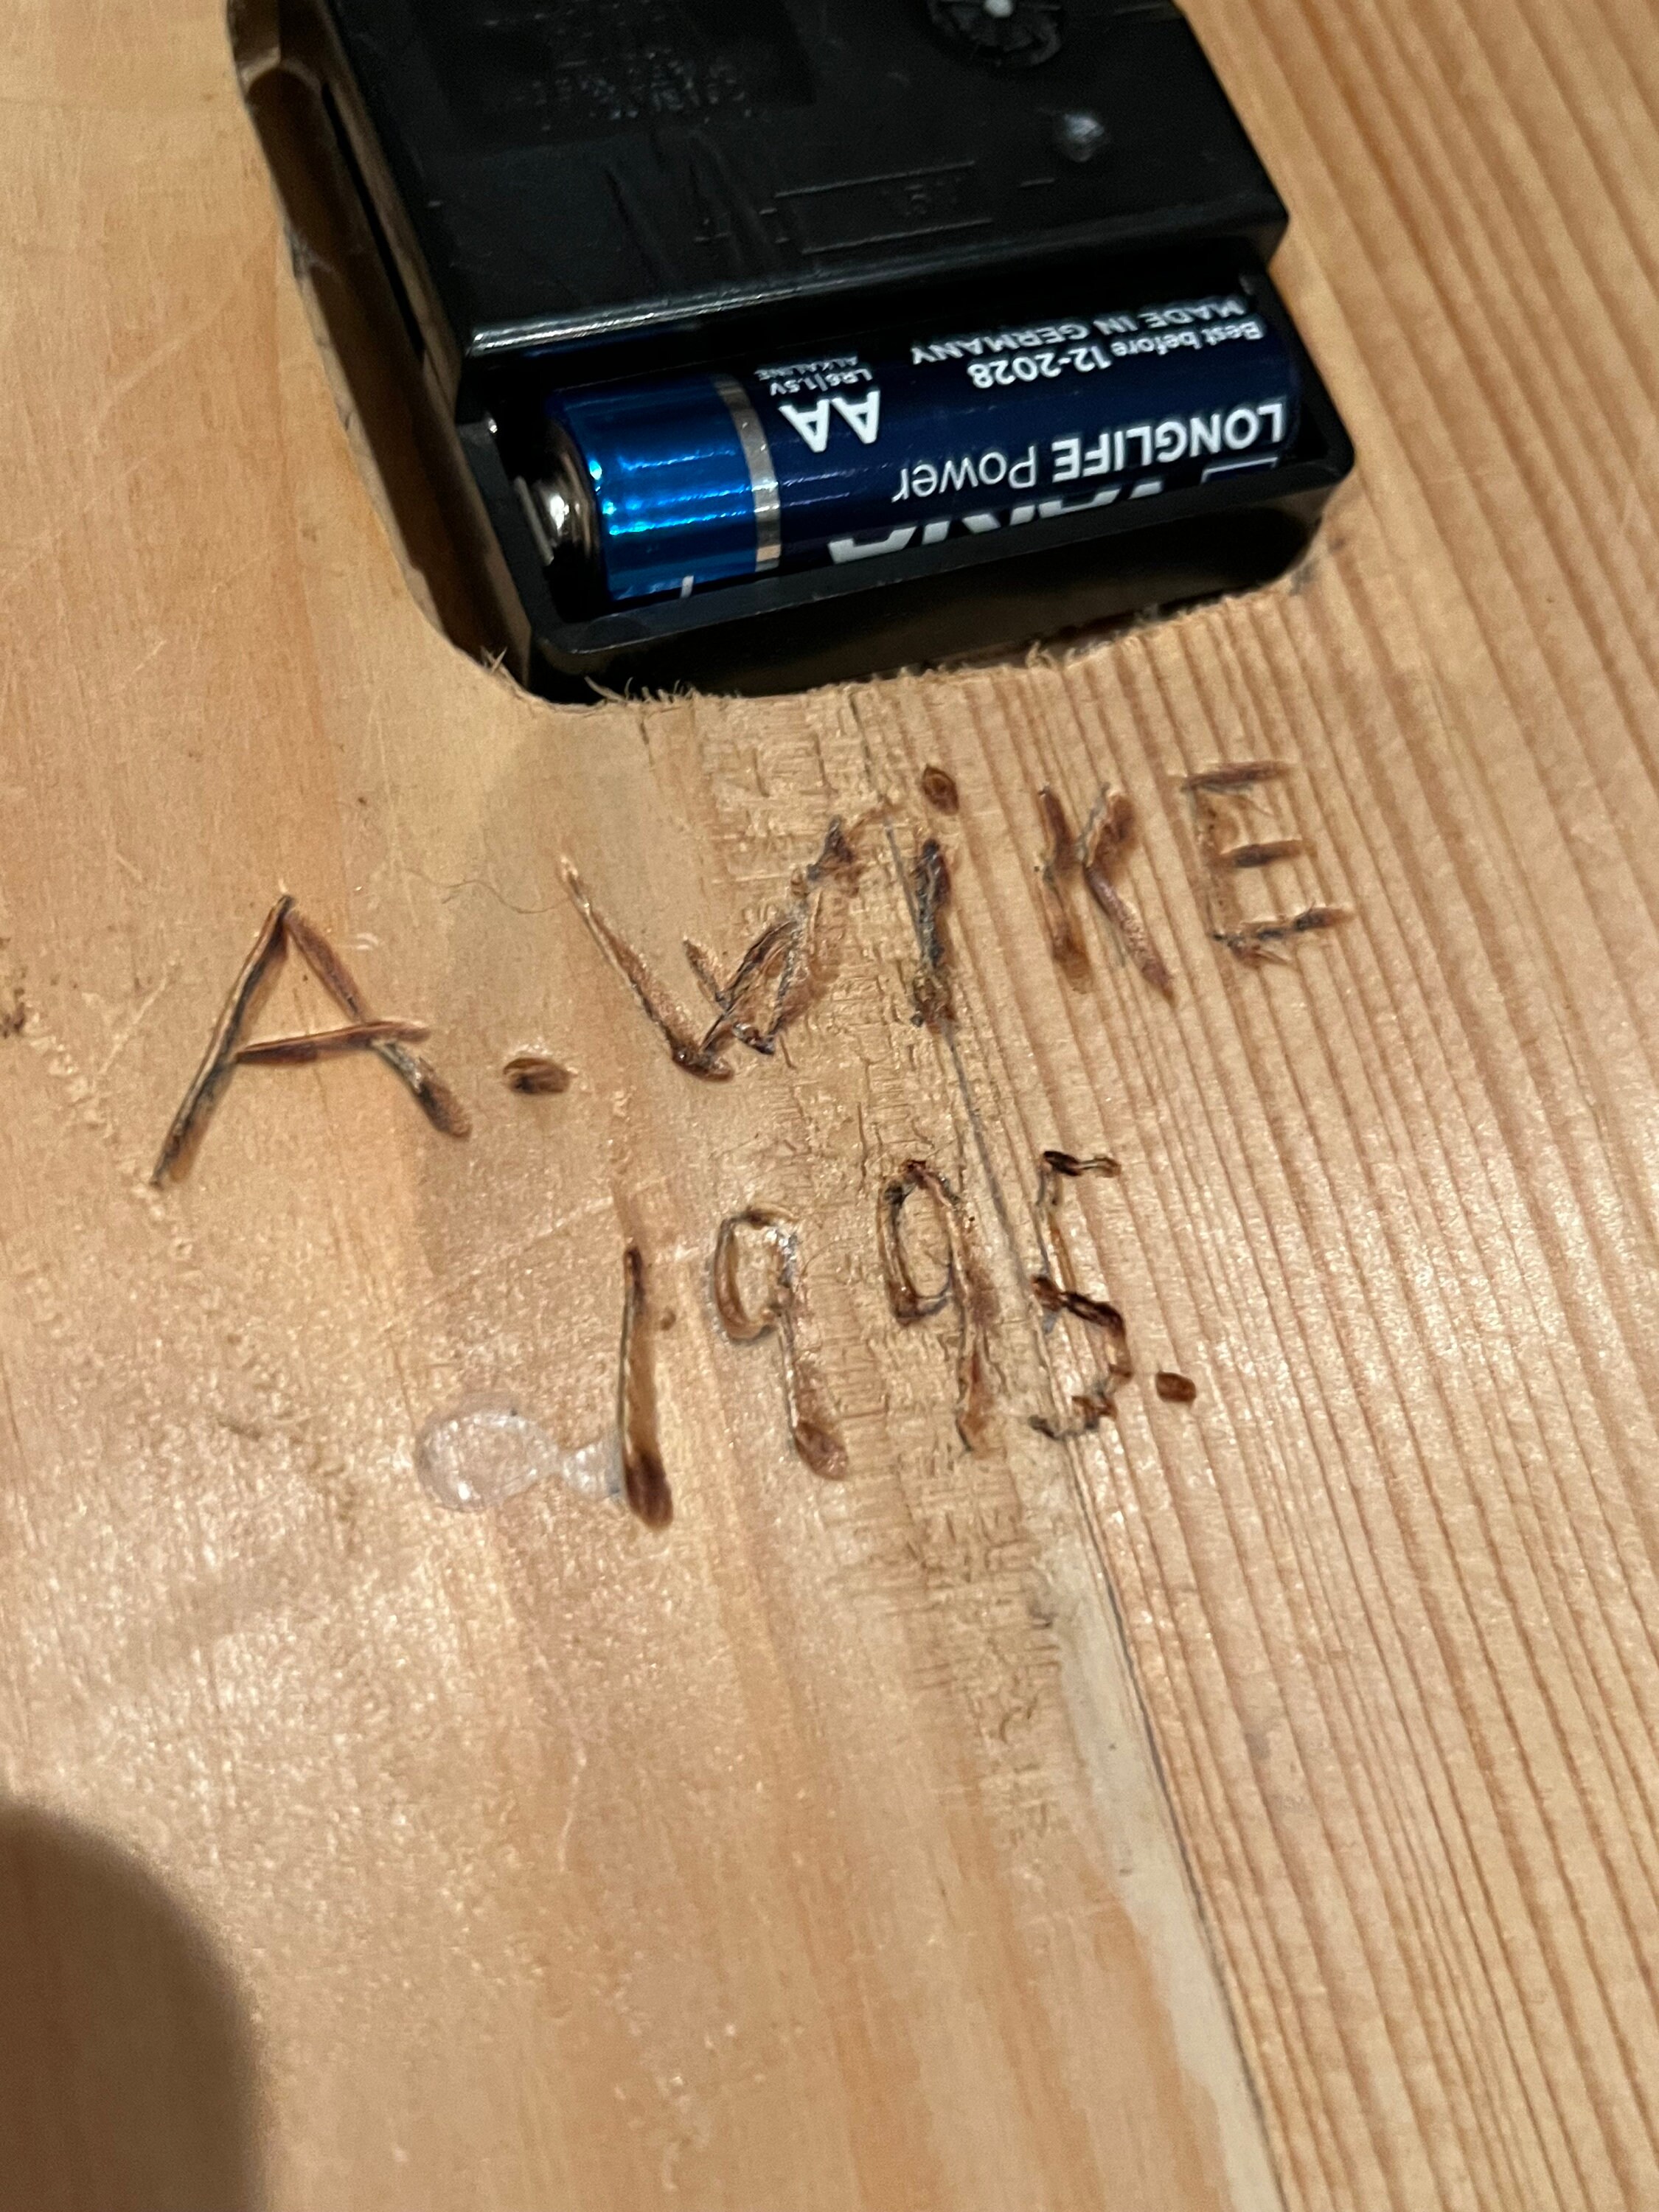 LONGLIFE Power
AA
LR6|1.5V
ALKALINE
Best before 12-2028
MADE IN GERMANY
A. WiKE
1995.